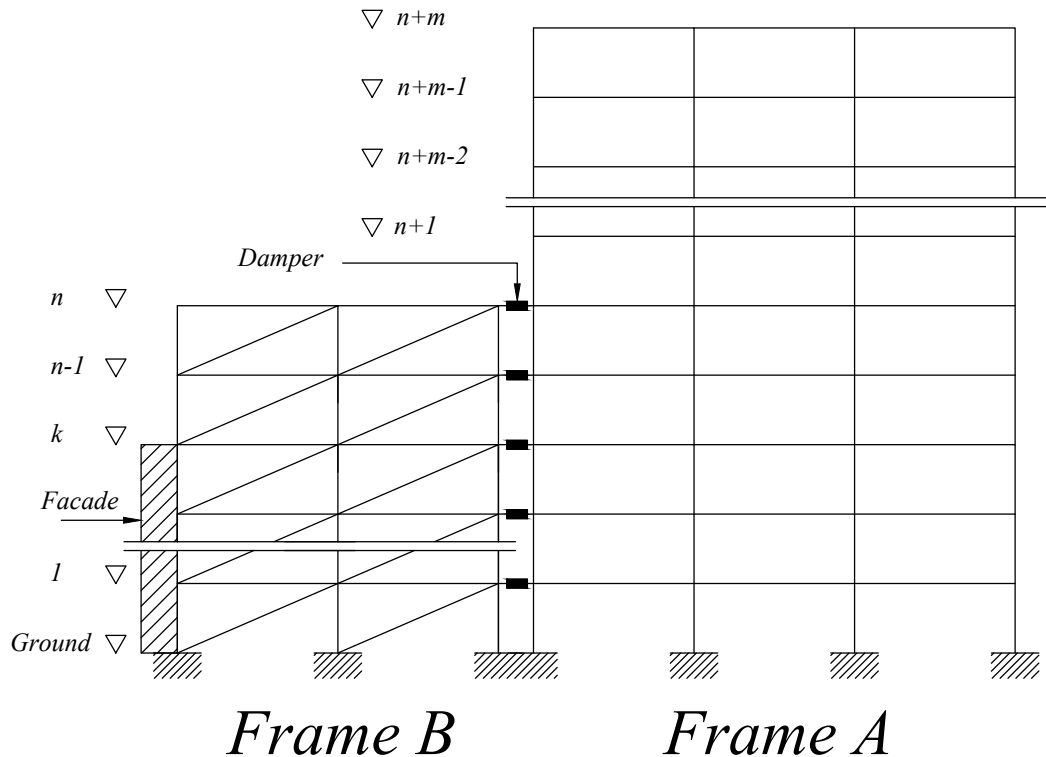 n+m
n+m-1
n+m-2
n+1
Damper
n
n-1
k
Facade
1
Ground
Frame B
Frame A